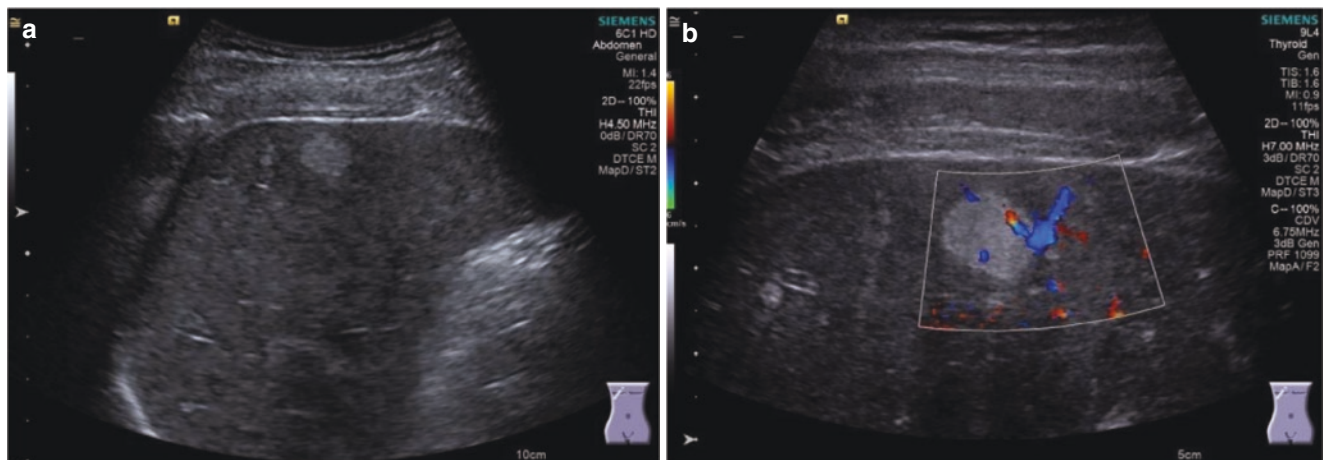 a
SIEMENS
6C1 HD
Abdomen
General
MI: 1.4
22fps
2D-- 100%
THI
H4.50 MHz
0dB / DR70
SC 2
DTCE M
MapD / ST2
10cm
b
SIEMENS
9L4
Thyroid
Gen
TIS: 1.6
TIB: 1.6
MI: 0.9
11fps
2D-- 100%
THI
H7.00 MHz
3dB / DR70
SC 2
DTCE M
MapD / ST3
C-- 100%
CDV
6.75MHz
3dB Gen
PRF 1099
MapA / F2
5cm